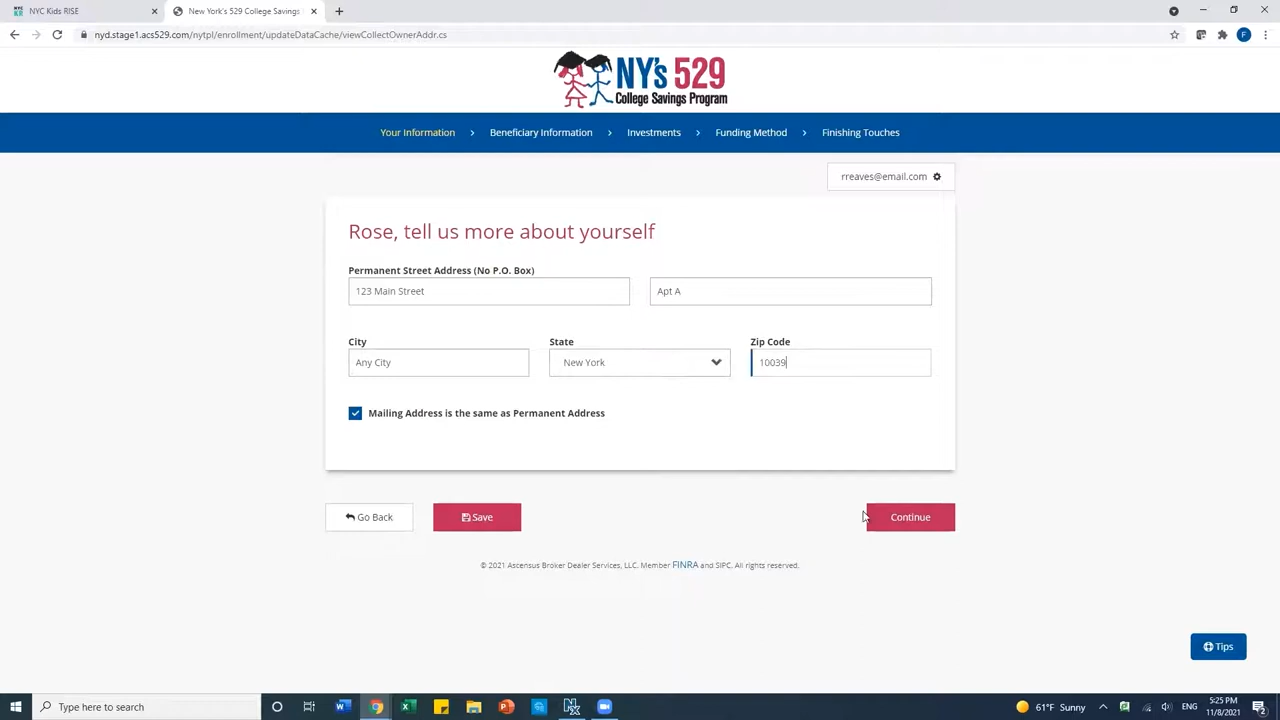 NYC Kids RISE
New York's 529 College Savings
nyd.stage1.acs529.com/nytpl/enrollment/updateDataCache/viewCollectOwnerAddr.cs
F
NY's 529
College Savings Program
Your Information
Beneficiary Information
Investments
Funding Method
Finishing Touches
rreaves@email.com
Rose, tell us more about yourself
Permanent Street Address (No P.O. Box)
123 Main Street
Apt A
City
State
Zip Code
Any City
New York
10039
Mailing Address is the same as Permanent Address
Go Back
Save
Continue
© 2021 Ascensus Broker Dealer Services, LLC. Member FINRA and SIPC. All rights reserved.
Tips
Type here to search
61°F Sunny
ENG
5:25 PM
11/8/2021